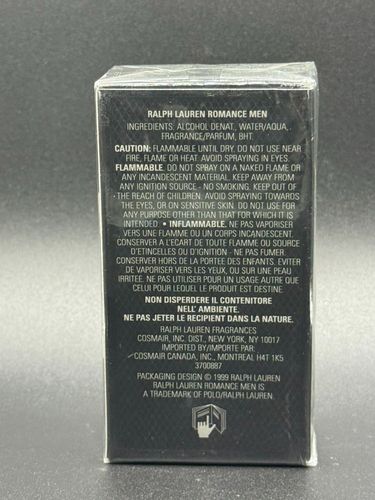 RALPH LAUREN ROMANCE MEN
INGREDIENTS: ALCOHOL DENAT., WATER/AQUA,
FRAGRANCE/PARFUM, BHT.
CAUTION: FLAMMABLE UNTIL DRY. DO NOT USE NEAR
FIRE, FLAME OR HEAT. AVOID SPRAYING IN EYES.
FLAMMABLE. DO NOT SPRAY ON A NAKED FLAME OR
ANY INCANDESCENT MATERIAL. KEEP AWAY FROM
ANY IGNITION SOURCE - NO SMOKING. KEEP OUT OF
THE REACH OF CHILDREN. AVOID SPRAYING TOWARDS
THE EYES, OR ON SENSITIVE SKIN. DO NOT USE FOR
ANY PURPOSE OTHER THAN THAT FOR WHICH IT IS
INTENDED. • INFLAMMABLE. NE PAS VAPORISER
VERS UNE FLAMME OU UN CORPS INCANDESCENT.
CONSERVER A L'ECART DE TOUTE FLAMME OU SOURCE
D'ETINCELLES OU D'IGNITION - NE PAS FUMER.
CONSERVER HORS DE LA PORTEE DES ENFANTS. EVITER
DE VAPORISER VERS LES YEUX, OU SUR UNE PEAU
IRRITÉE. NE PAS UTILISER POUR UN USAGE AUTRE QUE
CELUI POUR LEQUEL LE PRODUIT EST DESTINE.
NON DISPERDERE IL CONTENITORE
NELL' AMBIENTE.
NE PAS JETER LE RECIPIENT DANS LA NATURE.
RALPH LAUREN FRAGRANCES
COSMAIR, INC. DIST., NEW YORK, NY 10017
IMPORTED BY/IMPORTE PAR:
COSMAIR CANADA, INC., MONTREAL H4T 1K5
3700887
PACKAGING DESIGN © 1999 RALPH LAUREN
RALPH LAUREN ROMANCE MEN IS
A TRADEMARK OF POLO/RALPH LAUREN.